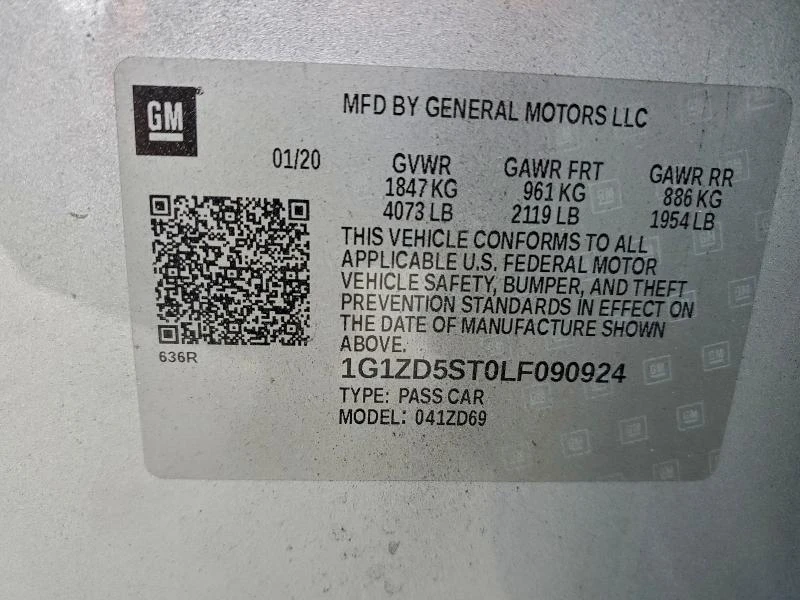 GM
MFD BY GENERAL MOTORS LLC
01/20
GVWR GAWR FRT GAWR RR
1847 KG 961 KG 886 KG
4073 LB 2119 LB 1954 LB
THIS VEHICLE CONFORMS TO ALL
APPLICABLE U.S. FEDERAL MOTOR
VEHICLE SAFETY, BUMPER, AND THEFT
PREVENTION STANDARDS IN EFFECT ON
THE DATE OF MANUFACTURE SHOWN
ABOVE.
636R
1G1ZD5ST0LF090924
TYPE: PASS CAR
MODEL: 041ZD69